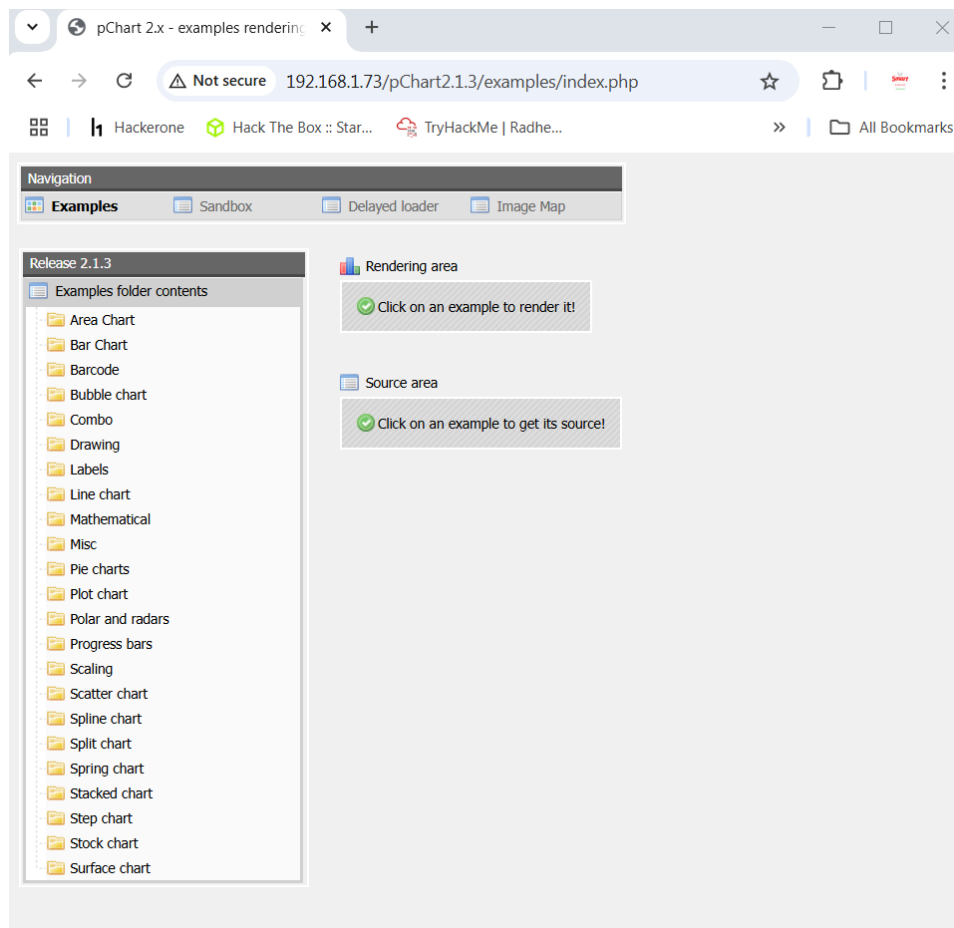 pChart 2.x - examples rendering
Not secure 192.168.1.73/pChart2.1.3/examples/index.php
Hackerone Hack The Box :: Star... TryHackMe | Radhe... » All Bookmarks
Navigation
Examples Sandbox Delayed loader Image Map
Release 2.1.3
Examples folder contents
Area Chart
Bar Chart
Barcode
Bubble chart
Combo
Drawing
Labels
Line chart
Mathematical
Misc
Pie charts
Plot chart
Polar and radars
Progress bars
Scaling
Scatter chart
Spline chart
Split chart
Spring chart
Stacked chart
Step chart
Stock chart
Surface chart
Rendering area
Click on an example to render it!
Source area
Click on an example to get its source!